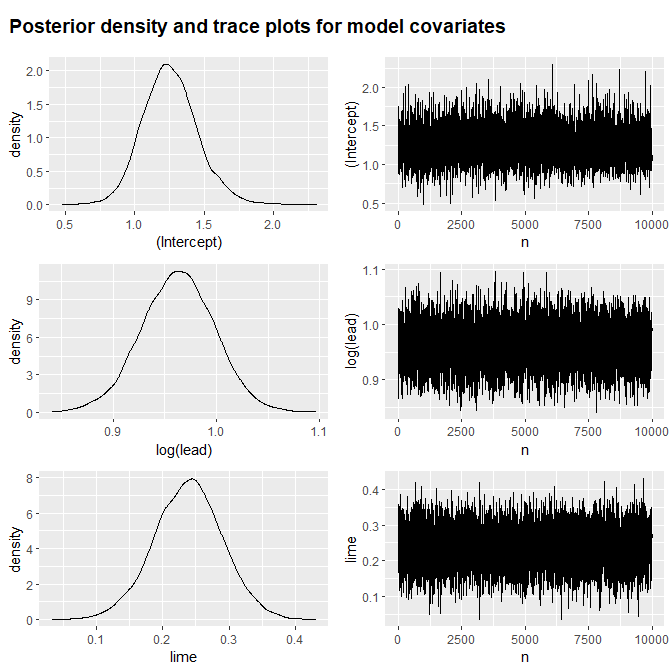 Posterior density and trace plots for model covariates
density
2.0
1.5
1.0
0.5
0.0
0.5 1.0 1.5 2.0
(Intercept)
(Intercept)
2.0
1.5
1.0
0.5
0 2500 5000 7500 10000
n
density
9
6
3
0
0.9 1.0 1.1
log(lead)
log(lead)
1.1
1.0
0.9
0 2500 5000 7500 10000
n
density
8
6
4
2
0
0.1 0.2 0.3 0.4
lime
lime
0.4
0.3
0.2
0.1
0 2500 5000 7500 10000
n